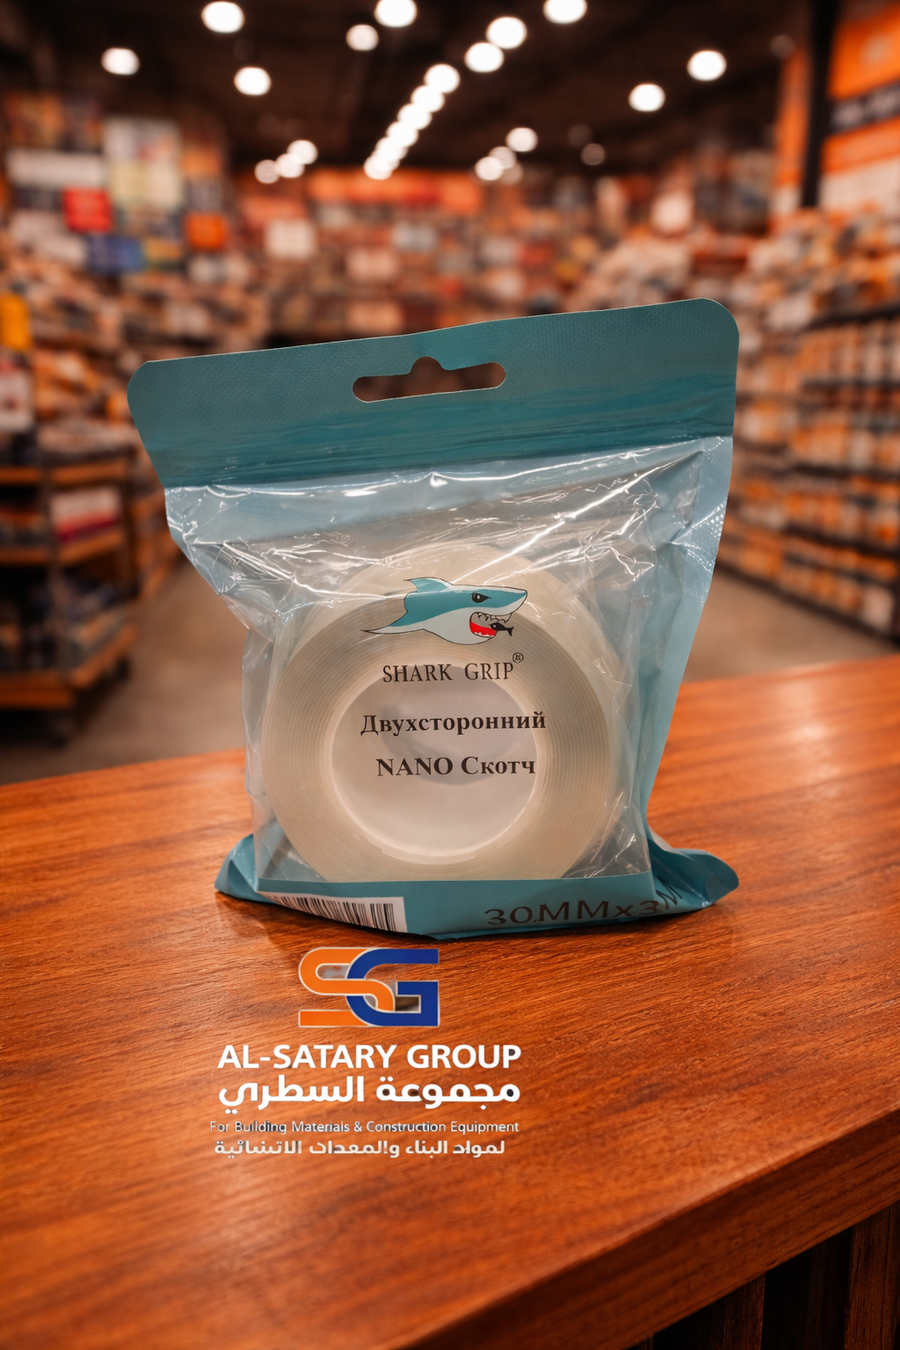 SHARK GRIP®
Двухсторонний
NANO Скотч
30MMx3M
SG
AL-SATARY GROUP
مجموعة السطري
For Building Materials & Construction Equipment
لمواد البناء والمعدات الانشائية